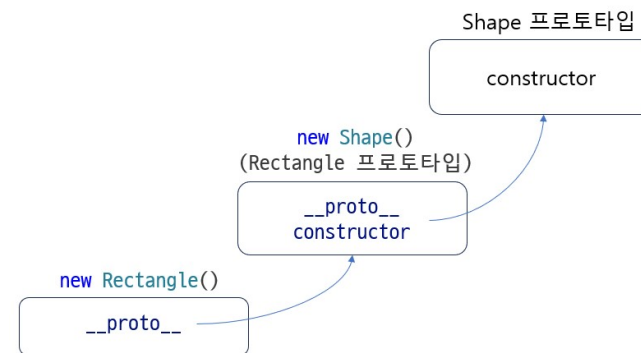 Shape 프로토타입
constructor
new Shape()
(Rectangle 프로토타입)
__proto__
constructor
new Rectangle()
__proto__